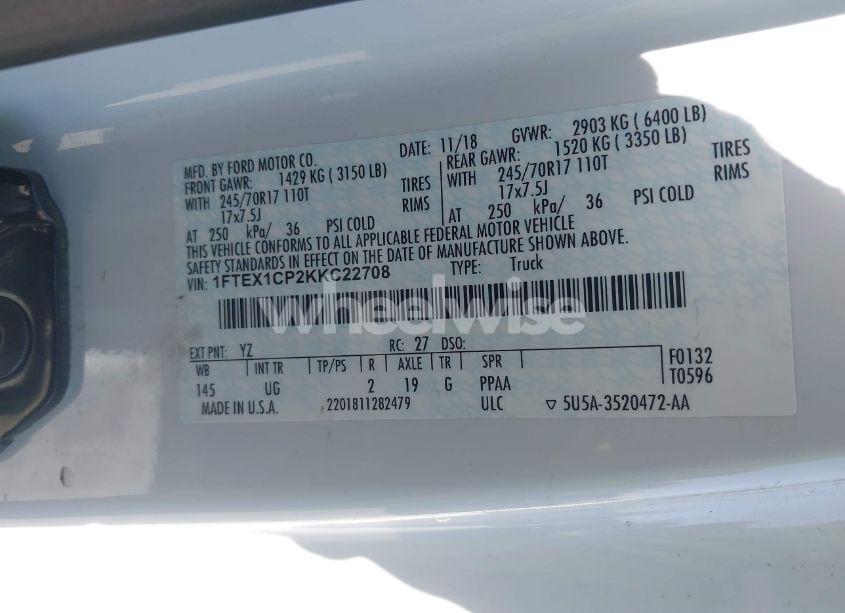 MFD. BY FORD MOTOR CO.
DATE: 11/18 GVWR: 2903 KG ( 6400 LB)
FRONT GAWR: 1429 KG ( 3150 LB) REAR GAWR: 1520 KG ( 3350 LB)
WITH 245/70R17 110T TIRES WITH 245/70R17 110T TIRES
17x7.5J RIMS 17x7.5J RIMS
AT 250 kPa/ 36 PSI COLD AT 250 kPa/ 36 PSI COLD
THIS VEHICLE CONFORMS TO ALL APPLICABLE FEDERAL MOTOR VEHICLE
SAFETY STANDARDS IN EFFECT ON THE DATE OF MANUFACTURE SHOWN ABOVE.
VIN: 1FTEX1CP2KKC22708 TYPE: Truck
wheelwise
EXT PNT: YZ RC: 27 DSO:
WB INT TR TP/PS R AXLE TR SPR F0132
145 UG 2 19 G PPAA T0596
MADE IN U.S.A. 2201811282479 ULC ▽ 5U5A-3520472-AA